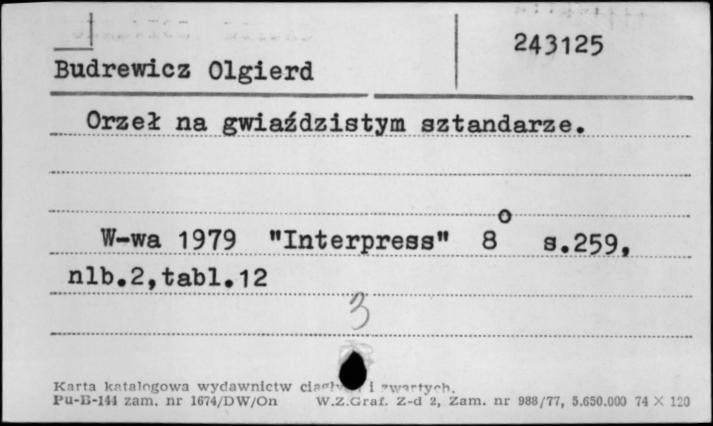 243125
Budrewicz Olgierd
Orzeł na gwiaździstym sztandarze.
W-wa 1979 "Interpress" 8° s.259,
nlb.2,tabl.12
3
Karta katalogowa wydawnictw ciągłych i zwartych.
Pu-B-144 zam. nr 1674/DW/On W.Z.Graf. Z-d 2, Zam. nr 988/77, 5.650.000 74 × 120